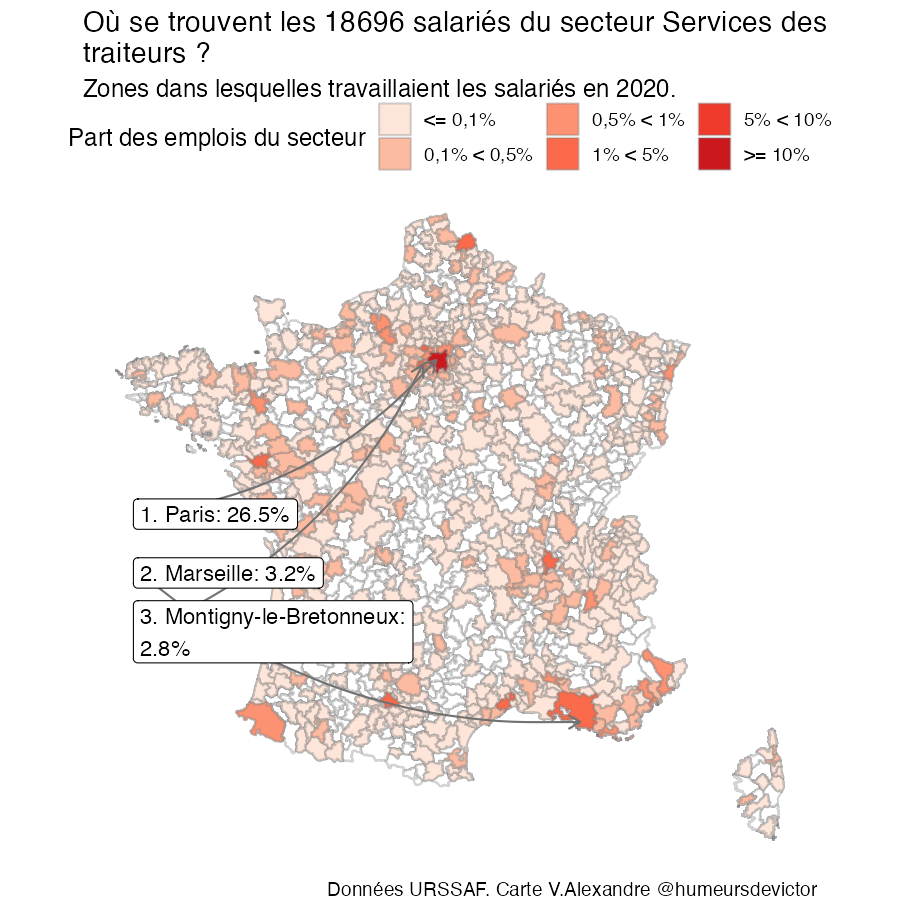 Où se trouvent les 18696 salariés du secteur Services des
traiteurs ?
Zones dans lesquelles travaillaient les salariés en 2020.
Part des emplois du secteur
<= 0,1%
0,1% < 0,5%
0,5% < 1%
1% < 5%
5% < 10%
>= 10%
1. Paris: 26.5%
2. Marseille: 3.2%
3. Montigny-le-Bretonneux:
2.8%
Données URSSAF. Carte V.Alexandre @humeursdevictor